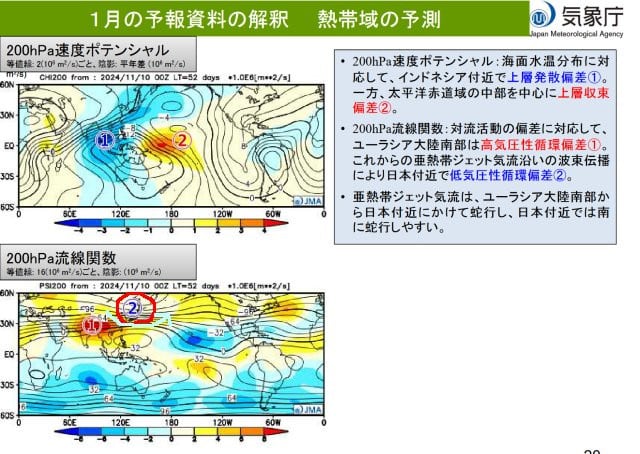 1月の予報資料の解釈　熱帯域の予測
気象庁
Japan Meteorological Agency
200hPa速度ポテンシャル
等値線: 2(10⁶ m²/s)ごと、陰影: 平年差 (10⁶ m²/s)
CHI200 from : 2024/11/10 00Z LT=52 days *1.0E6[m**2/s]
60N
30N
EQ
30S
60S
① ②
-8
-4
-4
0
©JMA
0 60E 120E 180 120W 60W 0
-4 -3 -2 -1 0 1 2 3 4
200hPa流線関数
等値線: 16(10⁶ m²/s)ごと、陰影: (10⁶ m²/s)
PSI200 from : 2024/11/10 00Z LT=52 days *1.0E6[m**2/s]
60N
30N
EQ
30S
60S
① ②
-96
-64
-96
-32
-32
32
32
64
64
96
©JMA
0 60E 120E 180 120W 60W 0
-8 -6 -4 -2 0 2 4 6 8
• 200hPa速度ポテンシャル：海面水温分布に対
応して、インドネシア付近で上層発散偏差①。
一方、太平洋赤道域の中部を中心に上層収束
偏差②。
• 200hPa流線関数：対流活動の偏差に対応して、
ユーラシア大陸南部は高気圧性循環偏差①。
これからの亜熱帯ジェット気流沿いの波束伝播
により日本付近で低気圧性循環偏差②。
• 亜熱帯ジェット気流は、ユーラシア大陸南部か
ら日本付近にかけて蛇行し、日本付近では南
に蛇行しやすい。